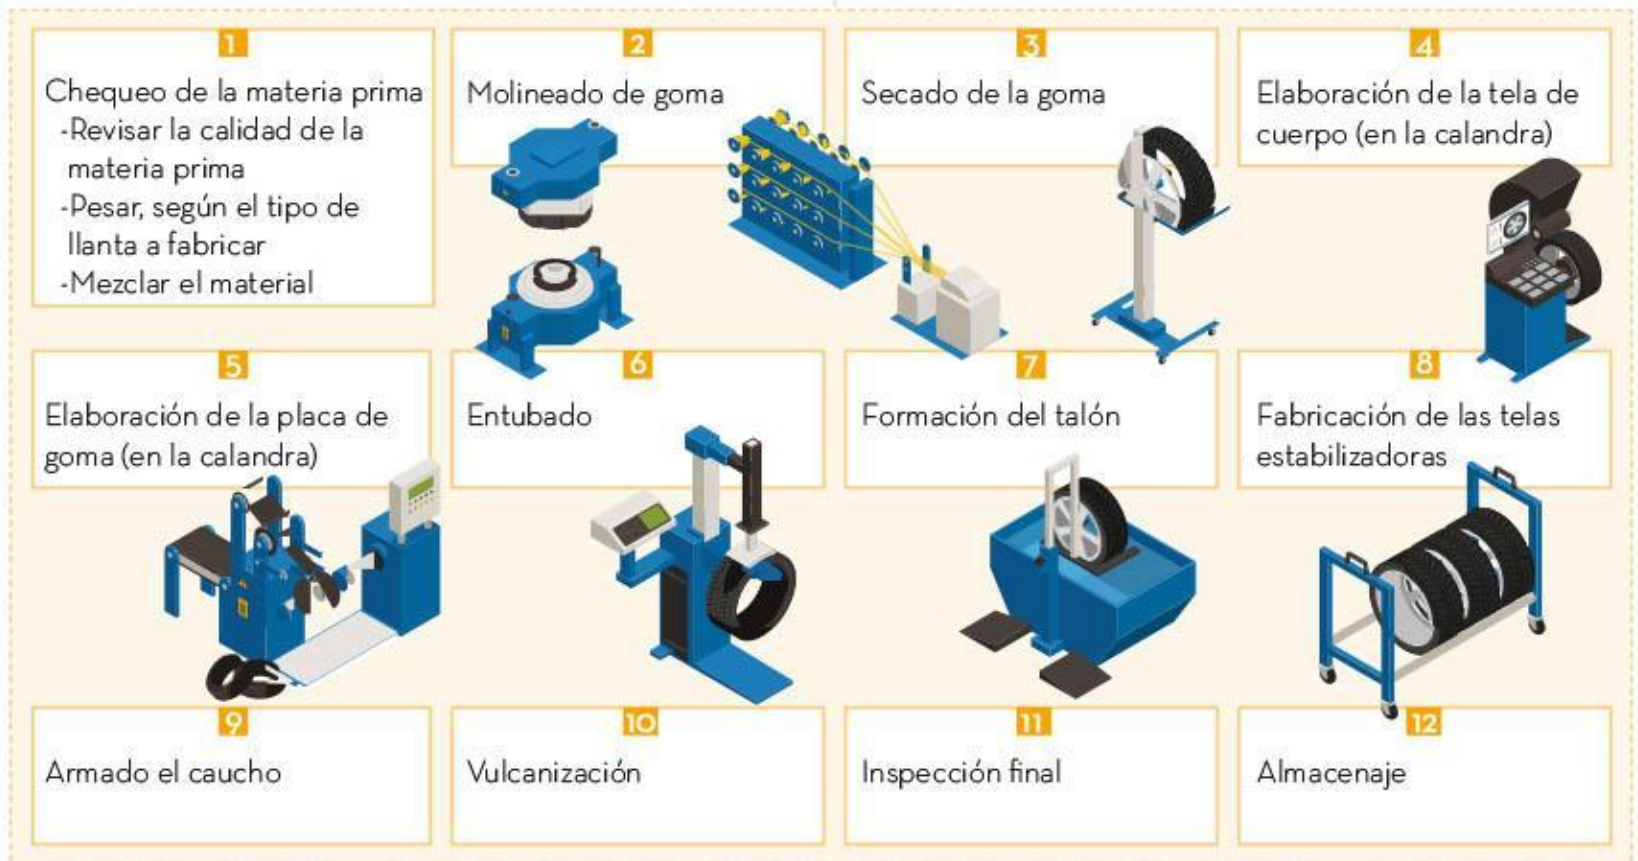 1
Chequeo de la materia prima
-Revisar la calidad de la
materia prima
-Pesar, según el tipo de
llanta a fabricar
-Mezclar el material
2
Molineado de goma
3
Secado de la goma
4
Elaboración de la tela de
cuerpo (en la calandra)
5
Elaboración de la placa de
goma (en la calandra)
6
Entubado
7
Formación del talón
8
Fabricación de las telas
estabilizadoras
9
Armado el caucho
10
Vulcanización
11
Inspección final
12
Almacenaje